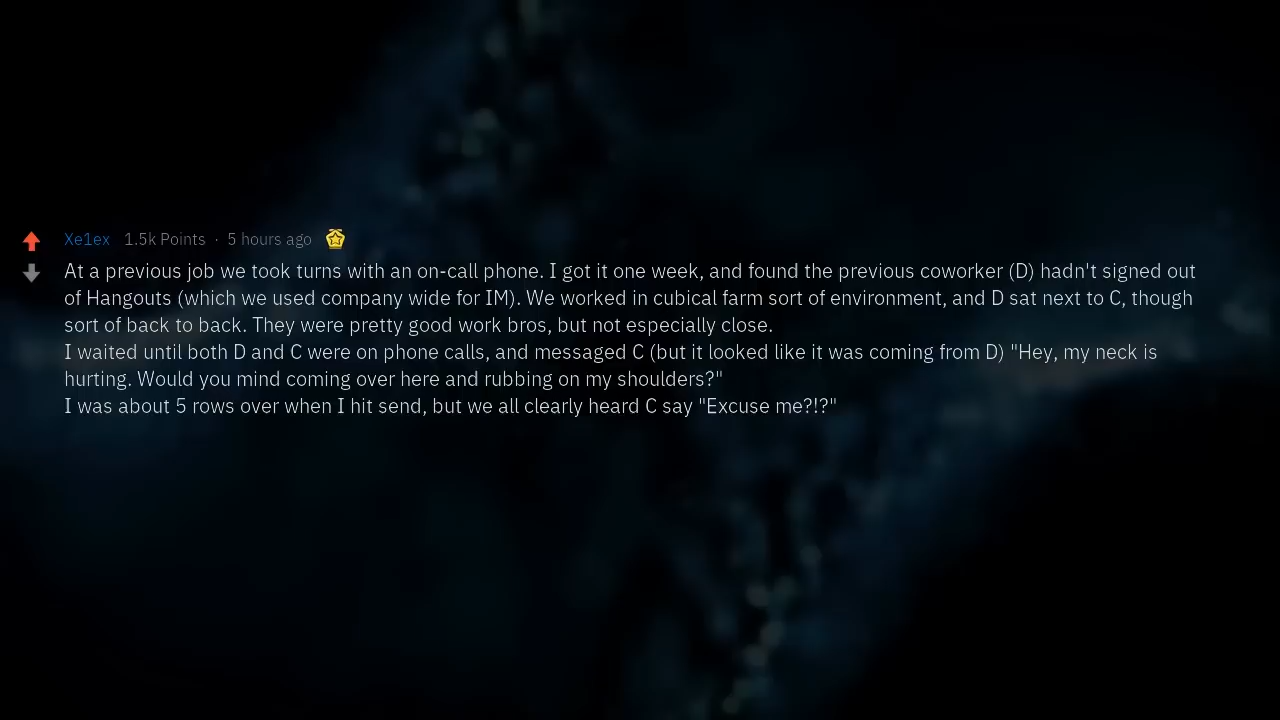 Xe1ex 1.5k Points · 5 hours ago
At a previous job we took turns with an on-call phone. I got it one week, and found the previous coworker (D) hadn't signed out
of Hangouts (which we used company wide for IM). We worked in cubical farm sort of environment, and D sat next to C, though
sort of back to back. They were pretty good work bros, but not especially close.
I waited until both D and C were on phone calls, and messaged C (but it looked like it was coming from D) "Hey, my neck is
hurting. Would you mind coming over here and rubbing on my shoulders?"
I was about 5 rows over when I hit send, but we all clearly heard C say "Excuse me?!?"